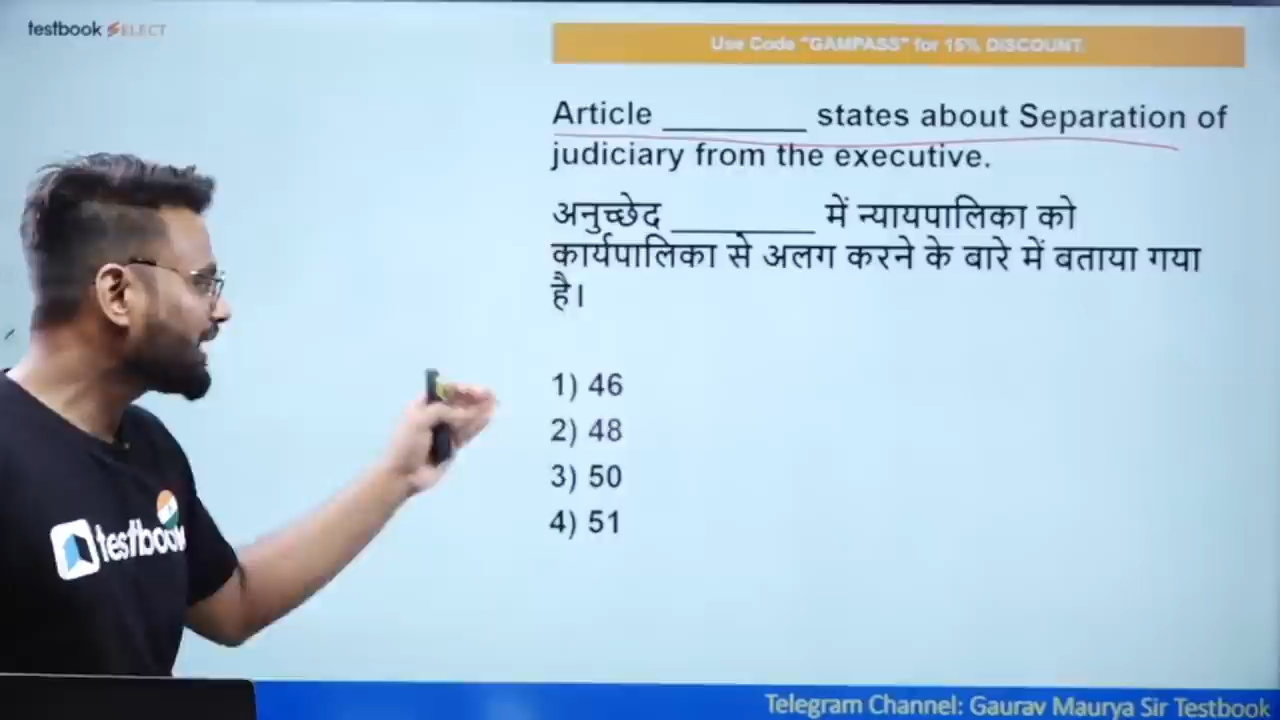 testbook SELECT
Use Code "GAMPASS" for 15% DISCOUNT.
Article ________ states about Separation of
judiciary from the executive.
अनुच्छेद ________ में न्यायपालिका को
कार्यपालिका से अलग करने के बारे में बताया गया
है।
1) 46
2) 48
3) 50
4) 51
testbook
Telegram Channel: Gaurav Maurya Sir Testbook